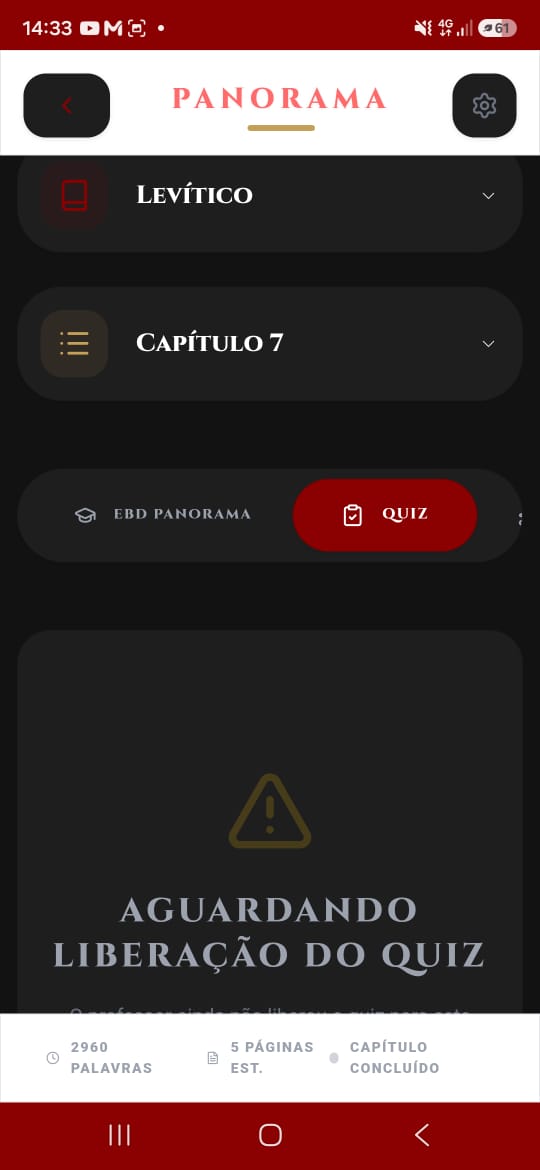 14:33
4G
61
PANORAMA
Levítico
Capítulo 7
EBD PANORAMA
QUIZ
AGUARDANDO
LIBERAÇÃO DO QUIZ
2960
PALAVRAS
5 PÁGINAS
EST.
CAPÍTULO
CONCLUÍDO